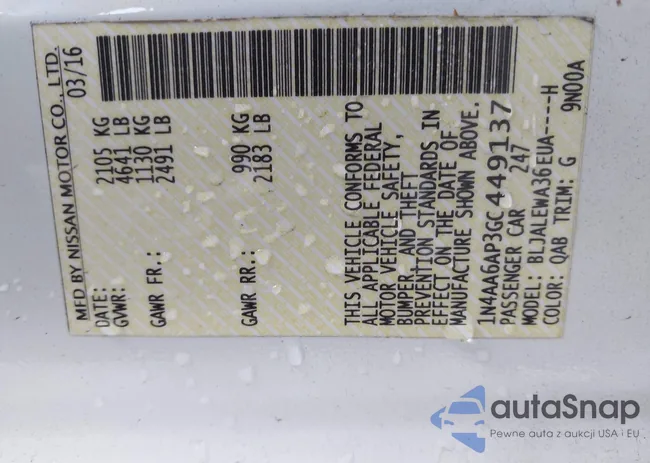 MFD BY NISSAN MOTOR CO., LTD.
DATE: 03/16
GVWR: 2105 KG
4641 LB
GAWR FR.: 1130 KG
2491 LB
GAWR RR.: 990 KG
2183 LB
THIS VEHICLE CONFORMS TO
ALL APPLICABLE FEDERAL
MOTOR VEHICLE SAFETY,
BUMPER, AND THEFT
PREVENTION STANDARDS IN
EFFECT ON THE DATE OF
MANUFACTURE SHOWN ABOVE.
1N4AA6AP3GC449137
PASSENGER CAR 247
MODEL: BLJALEWA36EUA----H
COLOR: QAB TRIM: G 9N00A
autaSnap
Pewne auta z aukcji USA i EU